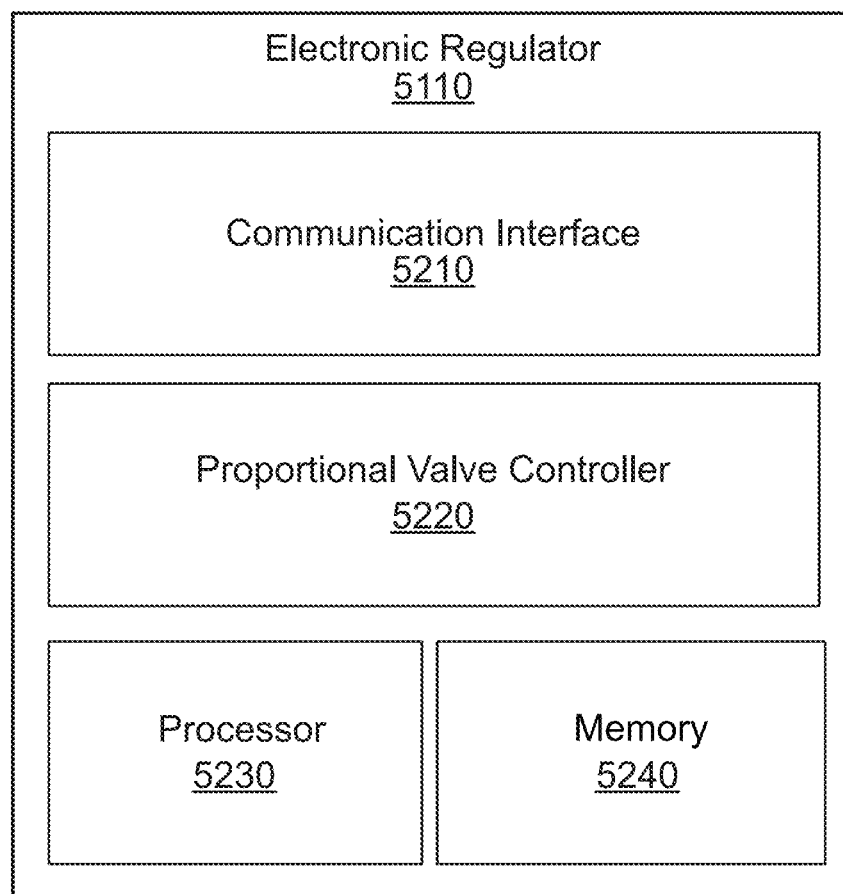 Electronic Regulator
5110
Communication Interface
5210
Proportional Valve Controller
5220
Processor
5230
Memory
5240